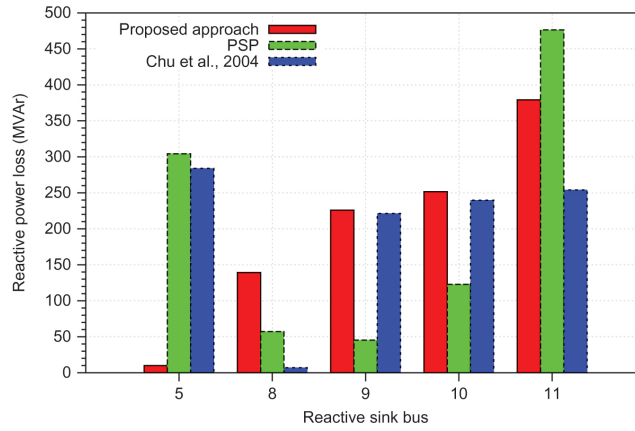 500
450
400
350
300
250
200
150
100
50
0
Reactive power loss (MVAr)
Proposed approach
PSP
Chu et al., 2004
5 8 9 10 11
Reactive sink bus